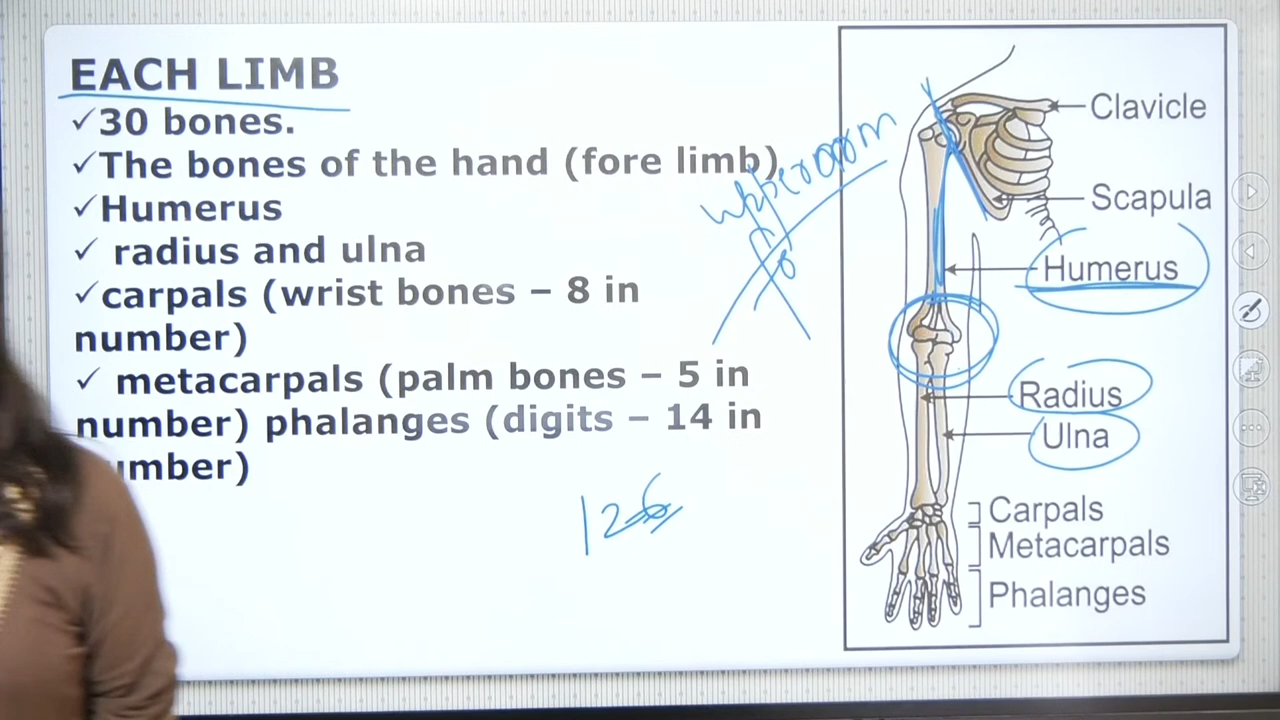 EACH LIMB
✓30 bones.
✓The bones of the hand (fore limb)
✓Humerus
✓ radius and ulna
✓carpals (wrist bones – 8 in
number)
✓ metacarpals (palm bones – 5 in
number) phalanges (digits – 14 in
umber)
126
Clavicle
Scapula
Humerus
Radius
Ulna
Carpals
Metacarpals
Phalanges